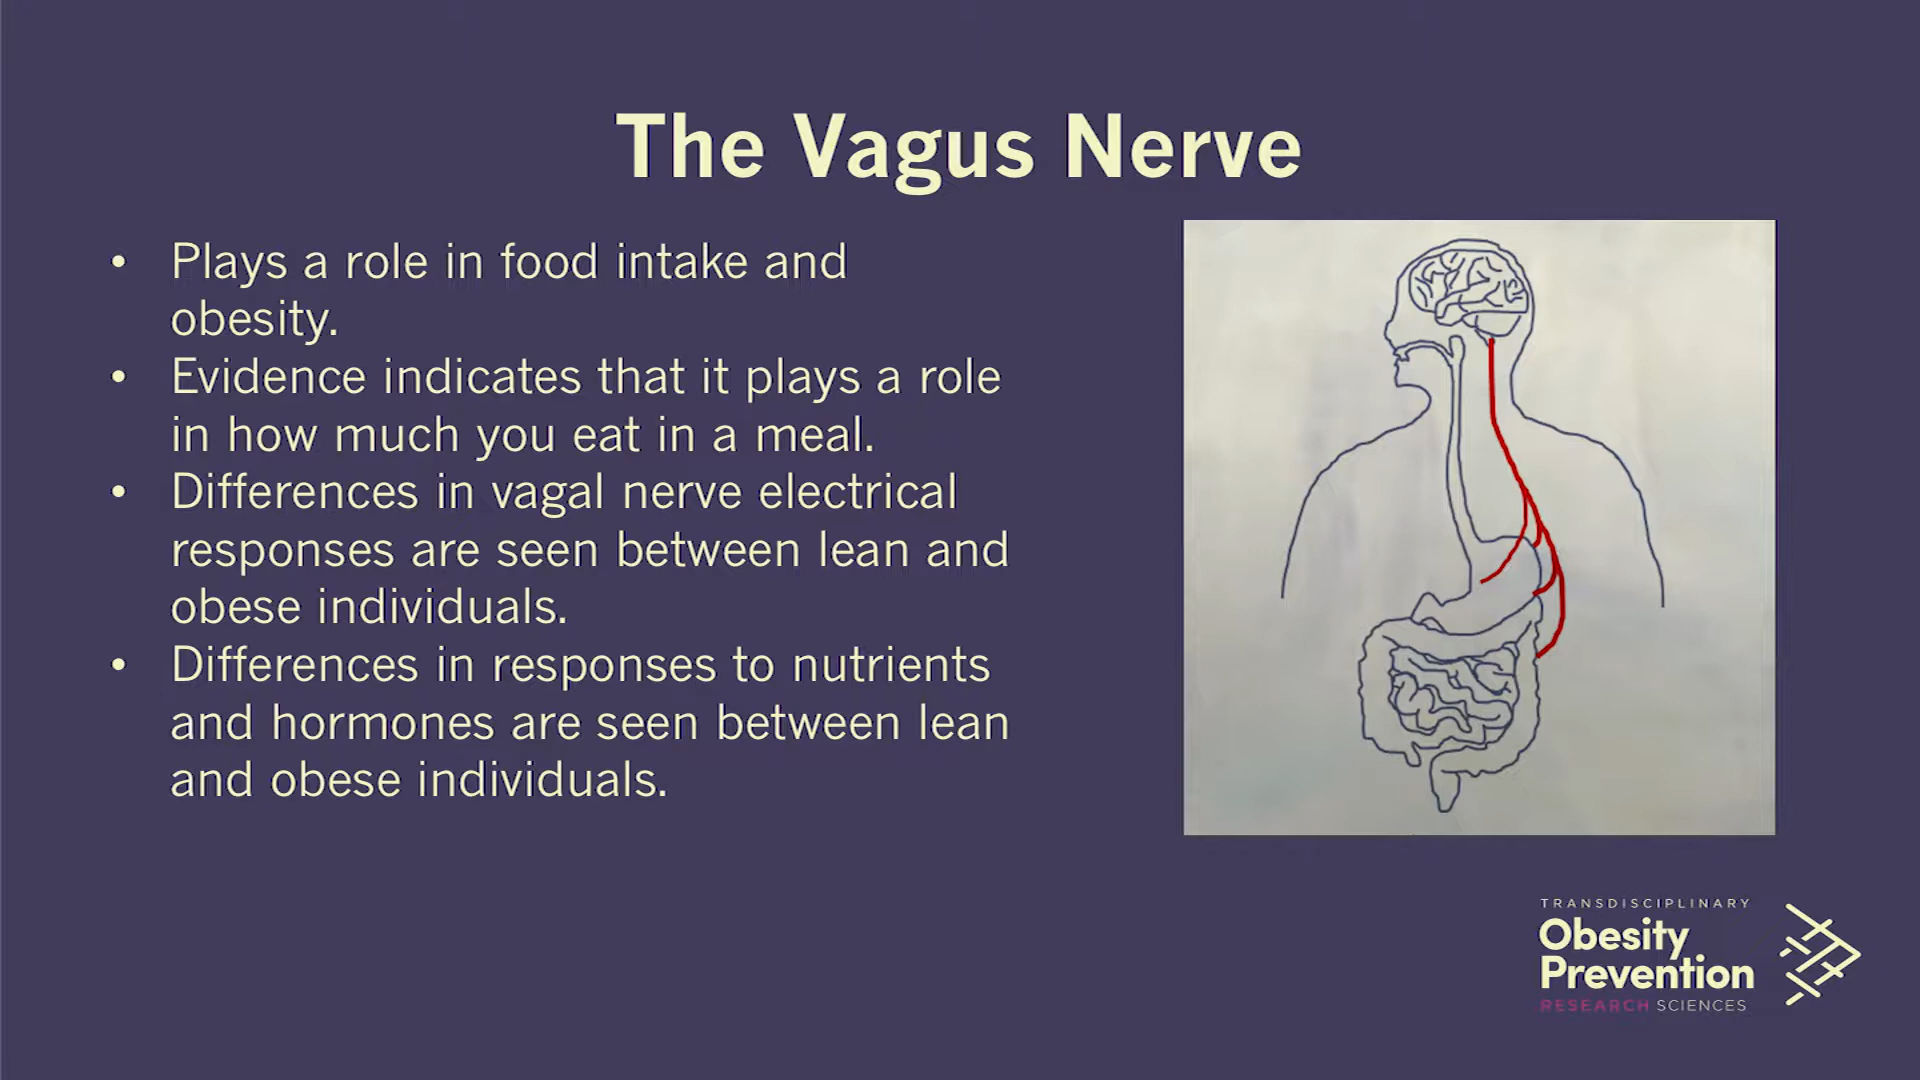 The Vagus Nerve
• Plays a role in food intake and
obesity.
• Evidence indicates that it plays a role
in how much you eat in a meal.
• Differences in vagal nerve electrical
responses are seen between lean and
obese individuals.
• Differences in responses to nutrients
and hormones are seen between lean
and obese individuals.
TRANSDISCIPLINARY
Obesity
Prevention
RESEARCH SCIENCES